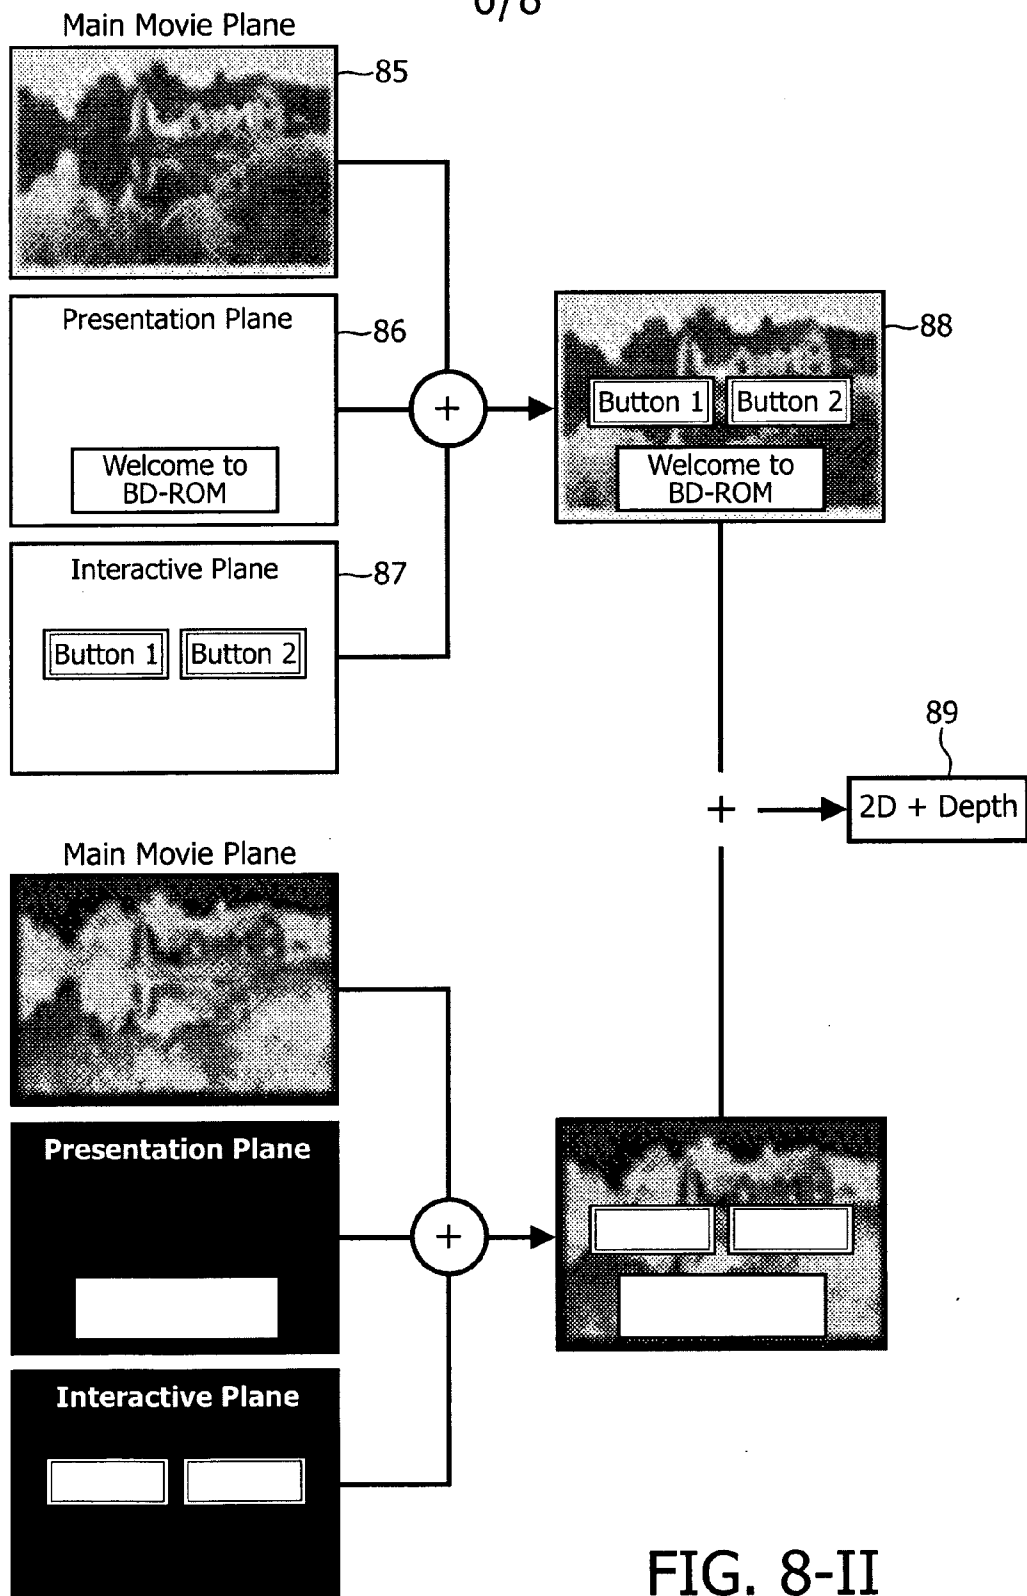 6/8
Main Movie Plane
85
Presentation Plane
86
Welcome to
BD-ROM
Interactive Plane
87
Button 1
Button 2
88
Button 1
Button 2
Welcome to
BD-ROM
+
89
+
2D + Depth
Main Movie Plane
Presentation Plane
+
Interactive Plane
FIG. 8-II